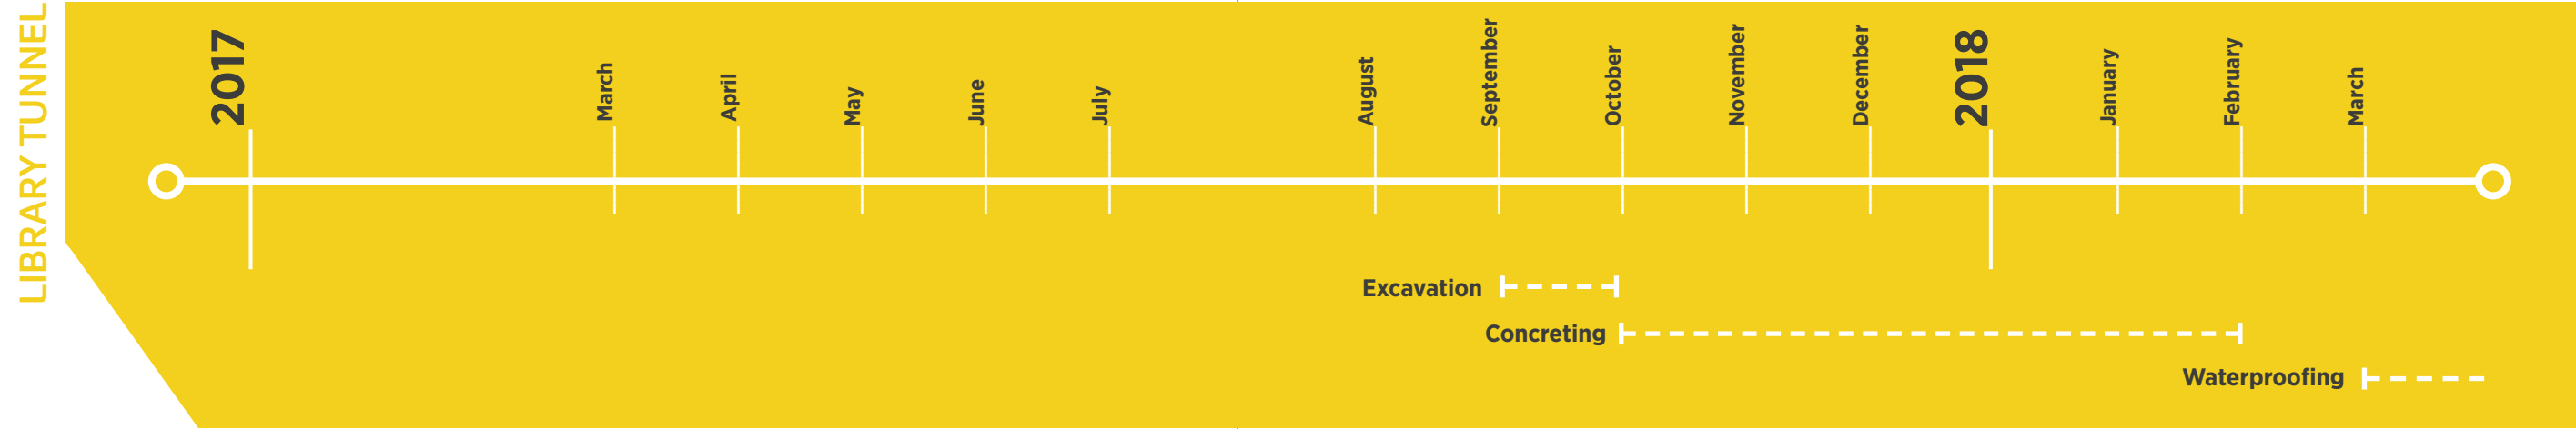 LIBRARY TUNNEL
2017
March
April
May
June
July
August
September
October
November
December
2018
January
February
March
Excavation
Concreting
Waterproofing